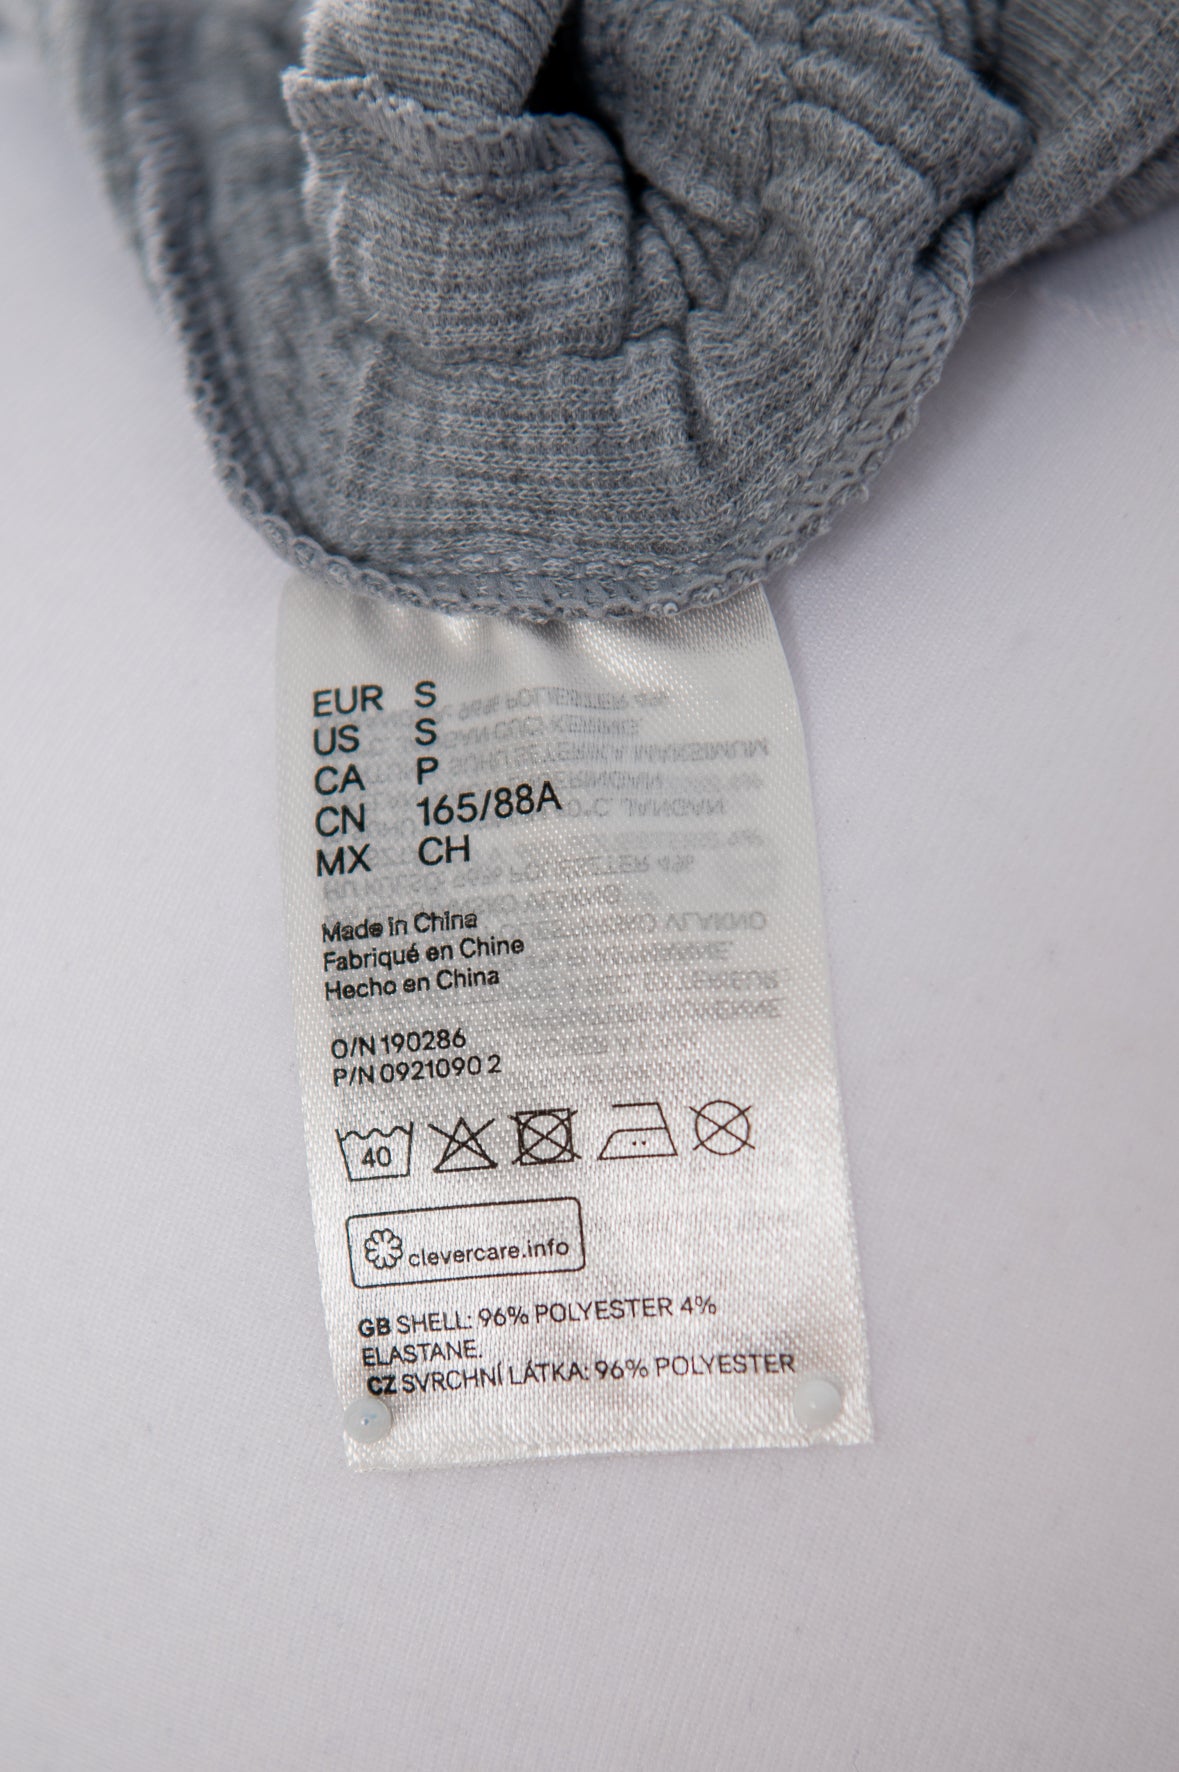 EUR S
US S
CA P
CN 165/88A
MX CH
Made in China
Fabriqué en Chine
Hecho en China
O/N 190286
P/N 0921090 2
40
clevercare.info
GB SHELL: 96% POLYESTER 4%
ELASTANE.
CZ SVRCHNÍ LÁTKA: 96% POLYESTER